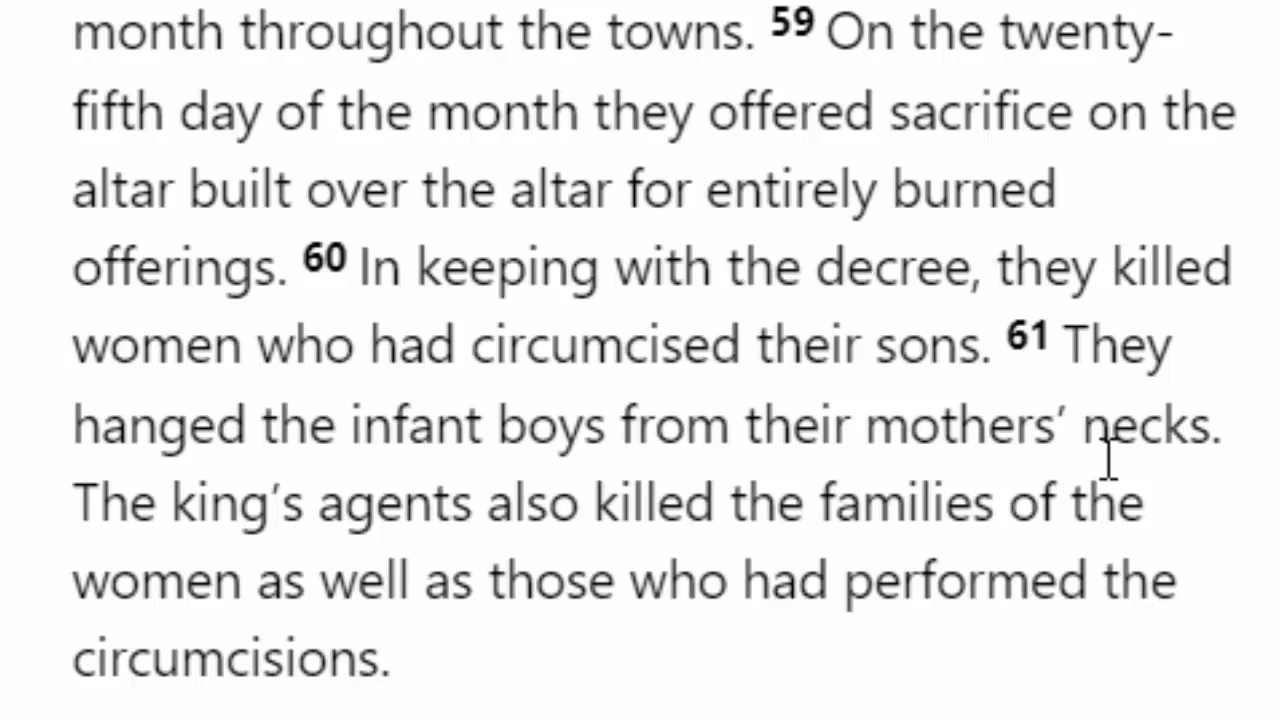 month throughout the towns. 59 On the twenty-
fifth day of the month they offered sacrifice on the
altar built over the altar for entirely burned
offerings. 60 In keeping with the decree, they killed
women who had circumcised their sons. 61 They
hanged the infant boys from their mothers’ necks.
The king’s agents also killed the families of the
women as well as those who had performed the
circumcisions.